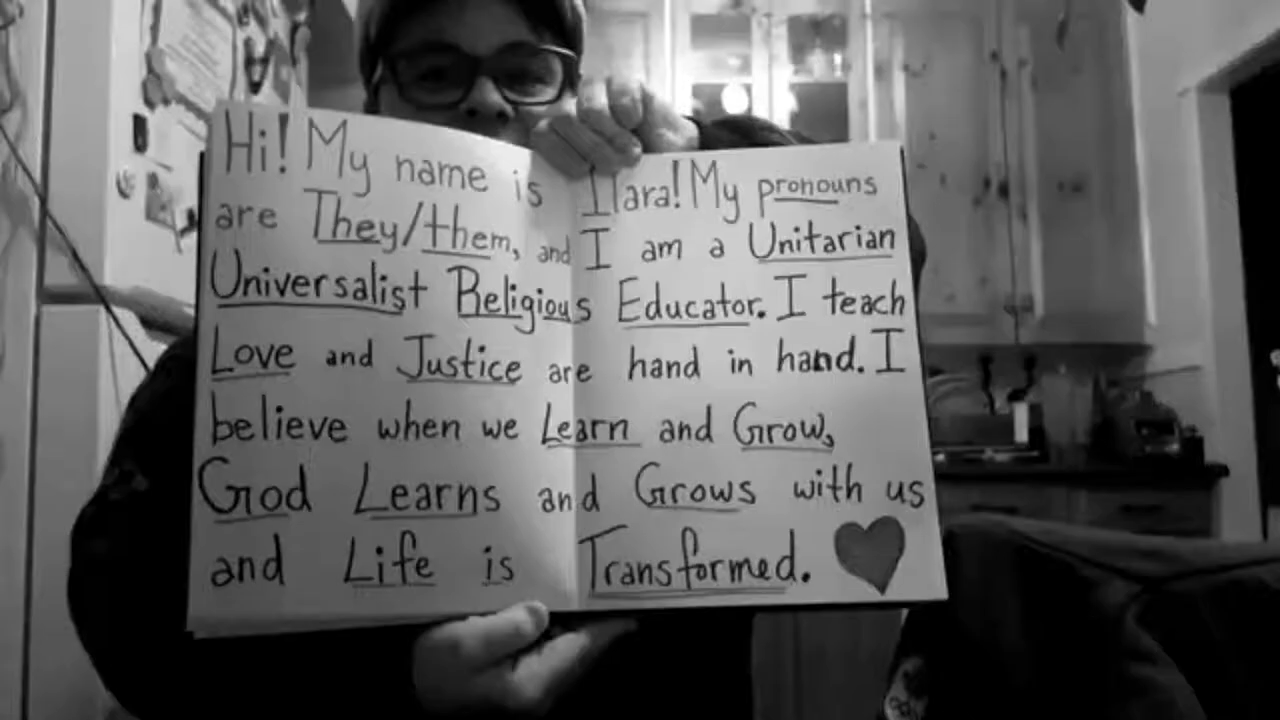 Hi! My name is Ilara! My pronouns
are They/them, and I am a Unitarian
Universalist Religious Educator. I teach
Love and Justice are hand in hand. I
believe when we Learn and Grow,
God Learns and Grows with us
and Life is Transformed.